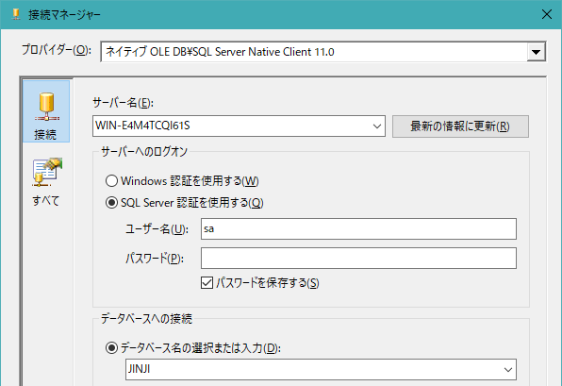 接続マネージャー
プロバイダー(O): ネイティブ OLE DB¥SQL Server Native Client 11.0
接続
すべて
サーバー名(E):
WIN-E4M4TCQI61S 最新の情報に更新(R)
サーバーへのログオン
Windows 認証を使用する(W)
SQL Server 認証を使用する(Q)
ユーザー名(U): sa
パスワード(P):
パスワードを保存する(S)
データベースへの接続
データベース名の選択または入力(D):
JINJI